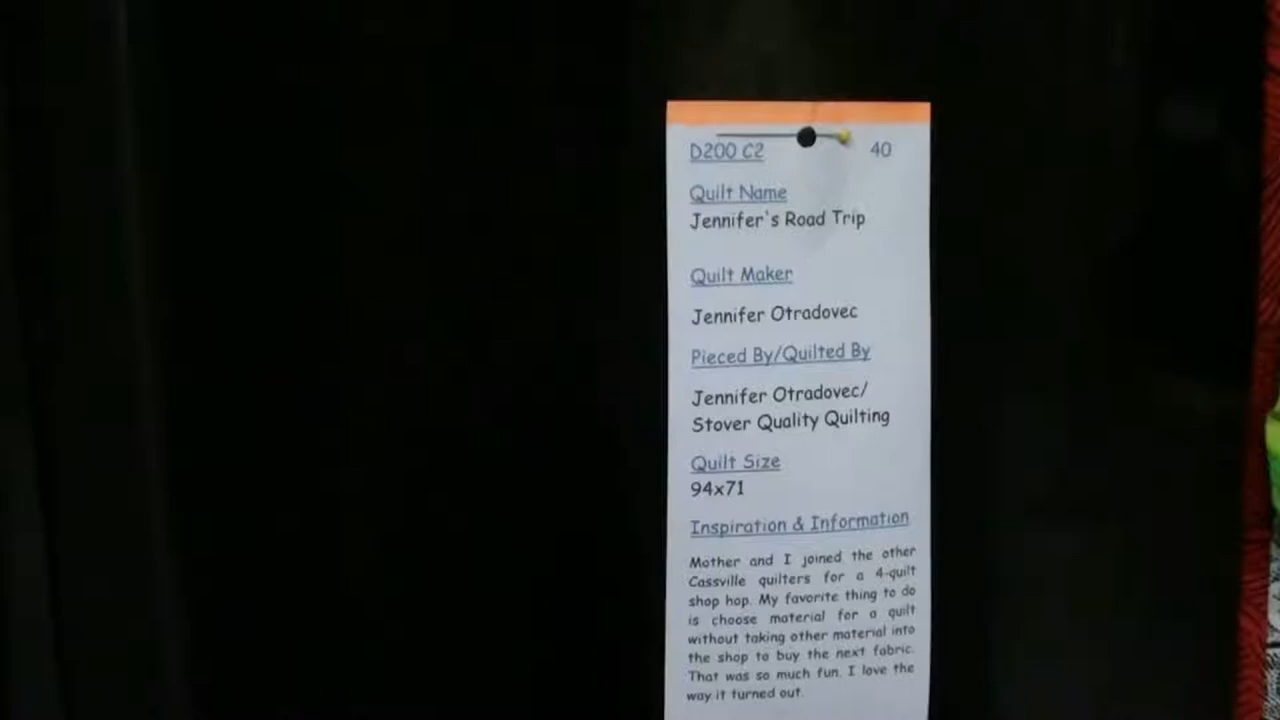 D200 C2 40
Quilt Name
Jennifer's Road Trip
Quilt Maker
Jennifer Otradovec
Pieced By/Quilted By
Jennifer Otradovec/
Stover Quality Quilting
Quilt Size
94x71
Inspiration & Information
Mother and I joined the other
Cassville quilters for a 4-quilt
shop hop. My favorite thing to do
is choose material for a quilt
without taking other material into
the shop to buy the next fabric.
That was so much fun. I love the
way it turned out.